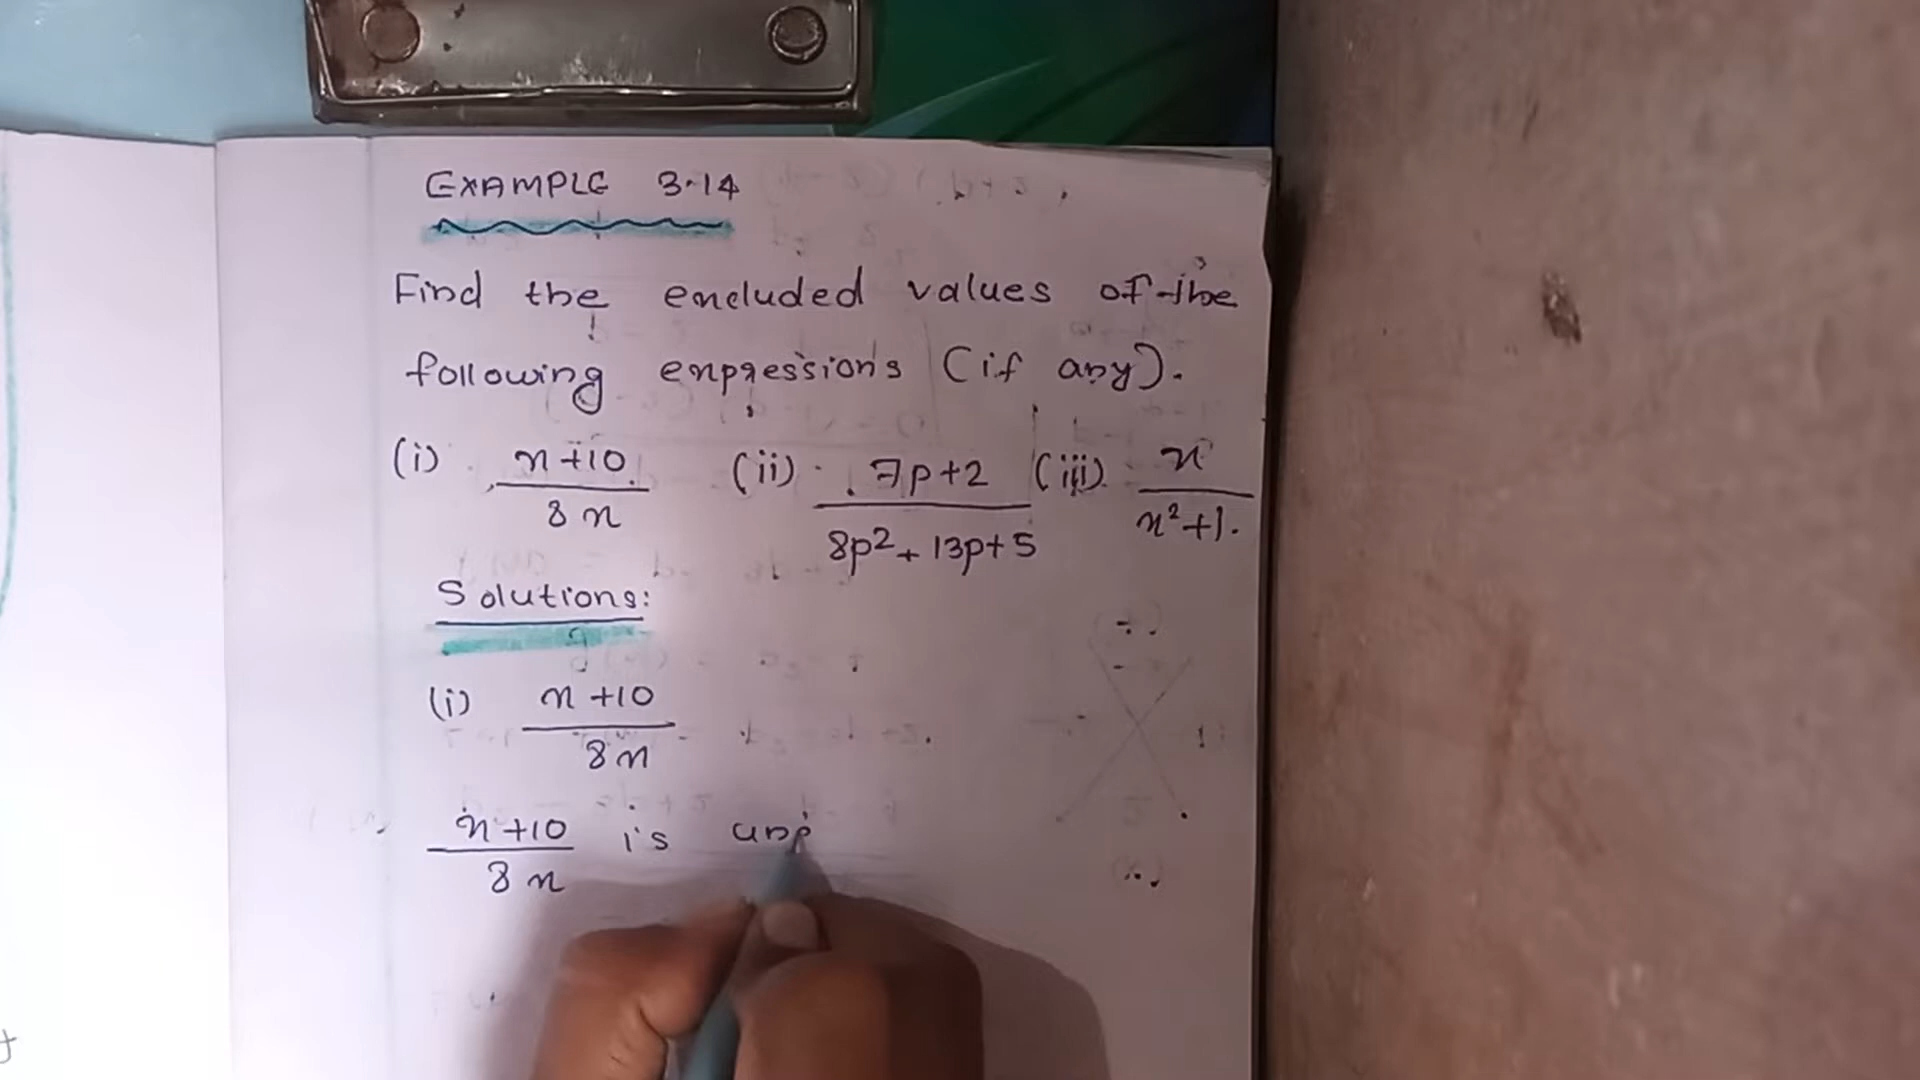 EXAMPLE 3.14
Find the excluded values of the
following expressions (if any).
(i) x+10 / 8x (ii) 7p+2 / 8p²+13p+5 (iii) x / x²+1.
Solutions:
(i) x+10 / 8x
x+10 / 8x is